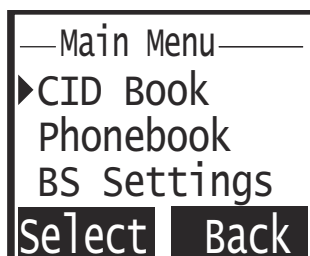 Main Menu
CID Book
Phonebook
BS Settings
Select Back